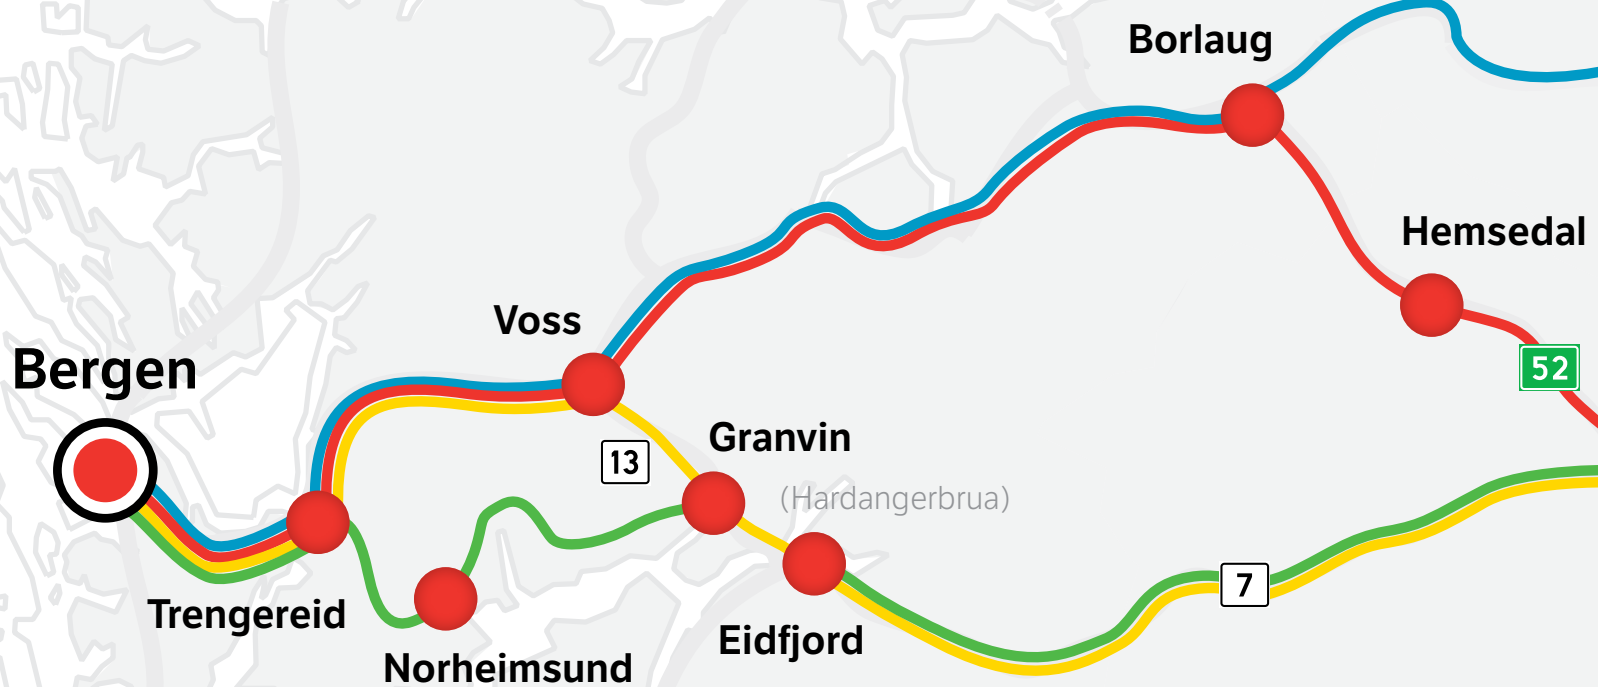 Borlaug
Hemsedal
Voss
52
Bergen
Granvin
13
(Hardangerbrua)
7
Trengereid
Eidfjord
Norheimsund